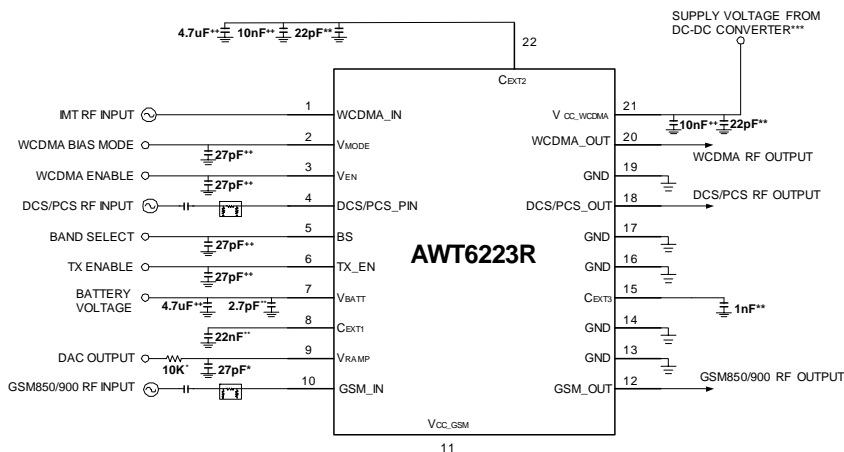 SUPPLY VOLTAGE FROM
DC-DC CONVERTER***
4.7uF++ 10nF++ 22pF**
22
CEXT2
IMT RF INPUT 1 WCDMA_IN
VCC_WCDMA 21
10nF++ 22pF**
WCDMA BIAS MODE 2 VMODE
27pF++
WCDMA_OUT 20
WCDMA RF OUTPUT
WCDMA ENABLE 3 VEN
27pF++
GND 19
DCS/PCS RF INPUT 4 DCS/PCS_PIN
DCS/PCS_OUT 18 DCS/PCS RF OUTPUT
BAND SELECT 5 BS
27pF++
GND 17
AWT6223R
TX ENABLE 6 TX_EN
27pF++
GND 16
BATTERY
VOLTAGE 7 VBATT
4.7uF++ 2.7pF**
CEXT3 15
1nF**
8 CEXT1
22nF**
GND 14
DAC OUTPUT 9 VRAMP
10K* 27pF*
GND 13
GSM850/900 RF INPUT 10 GSM_IN
GSM_OUT 12 GSM850/900 RF OUTPUT
VCC_GSM
11